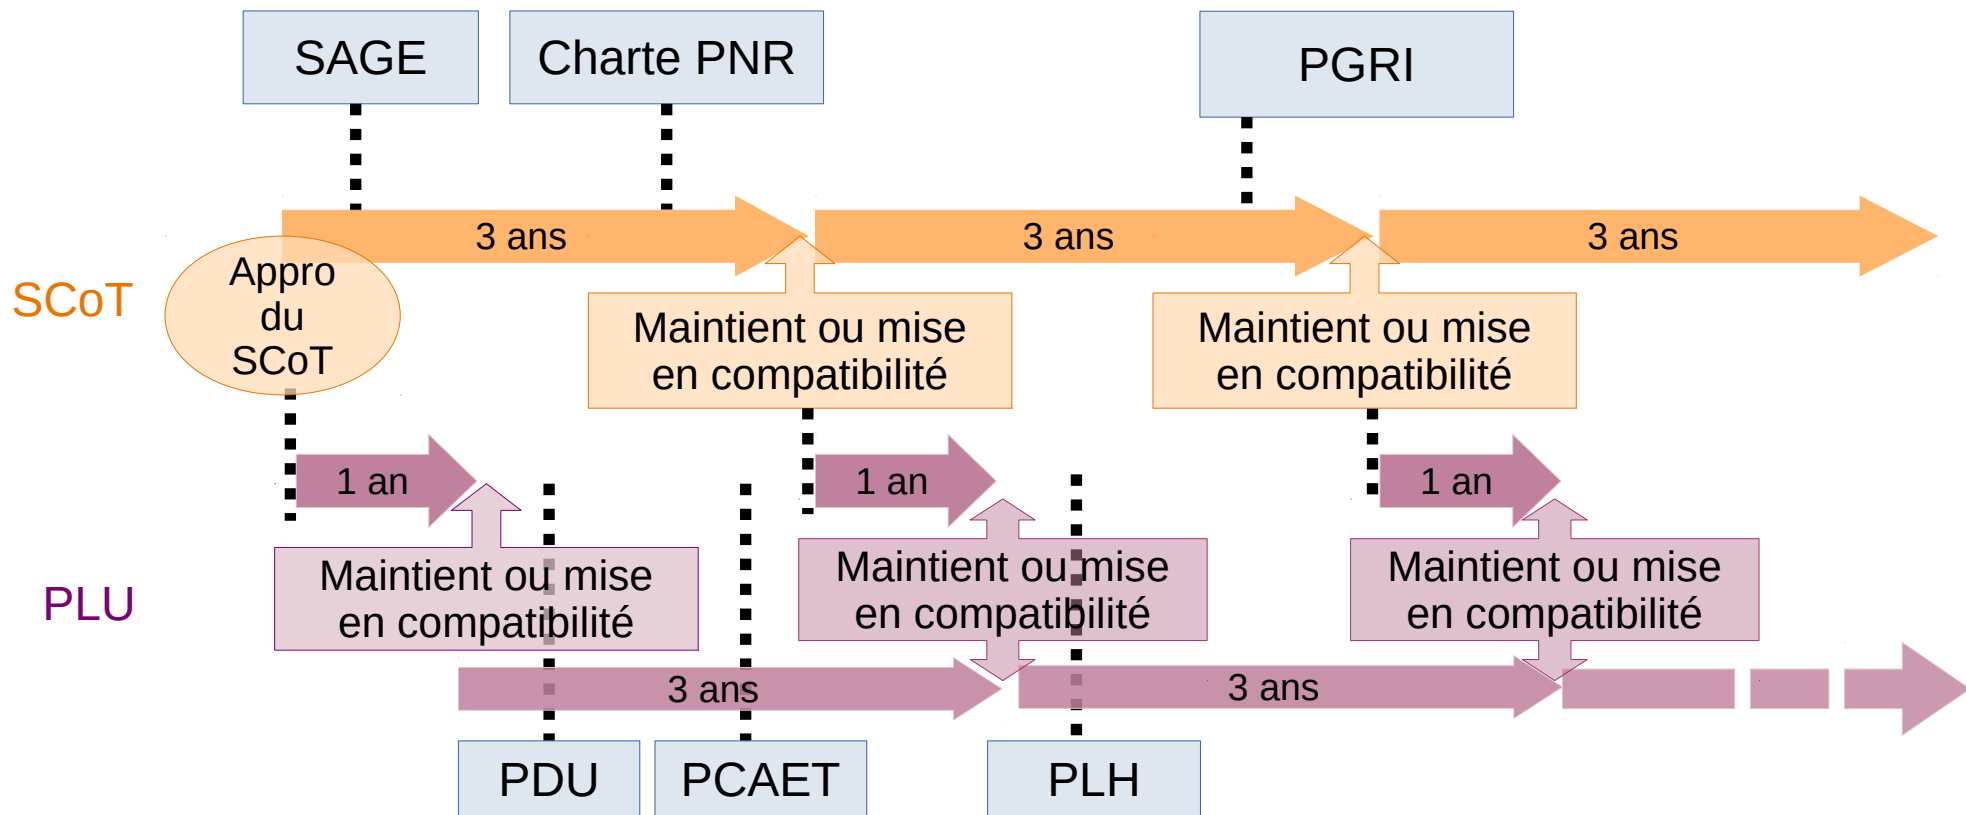 SAGE
Charte PNR
PGRI
3 ans
3 ans
3 ans
SCoT
Appro
du
SCoT
Maintient ou mise
en compatibilité
Maintient ou mise
en compatibilité
1 an
1 an
1 an
PLU
Maintient ou mise
en compatibilité
Maintient ou mise
en compatibilité
Maintient ou mise
en compatibilité
3 ans
3 ans
PDU
PCAET
PLH